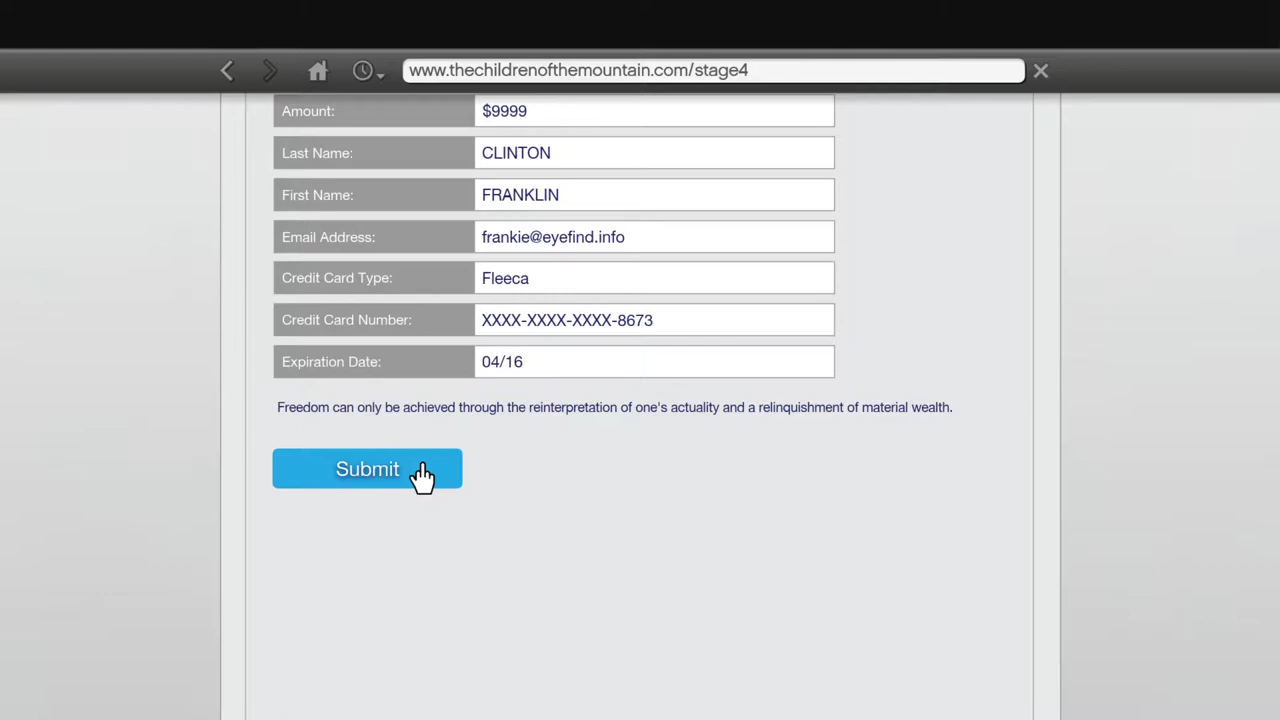 www.thechildrenofthemountain.com/stage4
Amount: $9999
Last Name: CLINTON
First Name: FRANKLIN
Email Address: frankie@eyefind.info
Credit Card Type: Fleeca
Credit Card Number: XXXX-XXXX-XXXX-8673
Expiration Date: 04/16
Freedom can only be achieved through the reinterpretation of one's actuality and a relinquishment of material wealth.
Submit